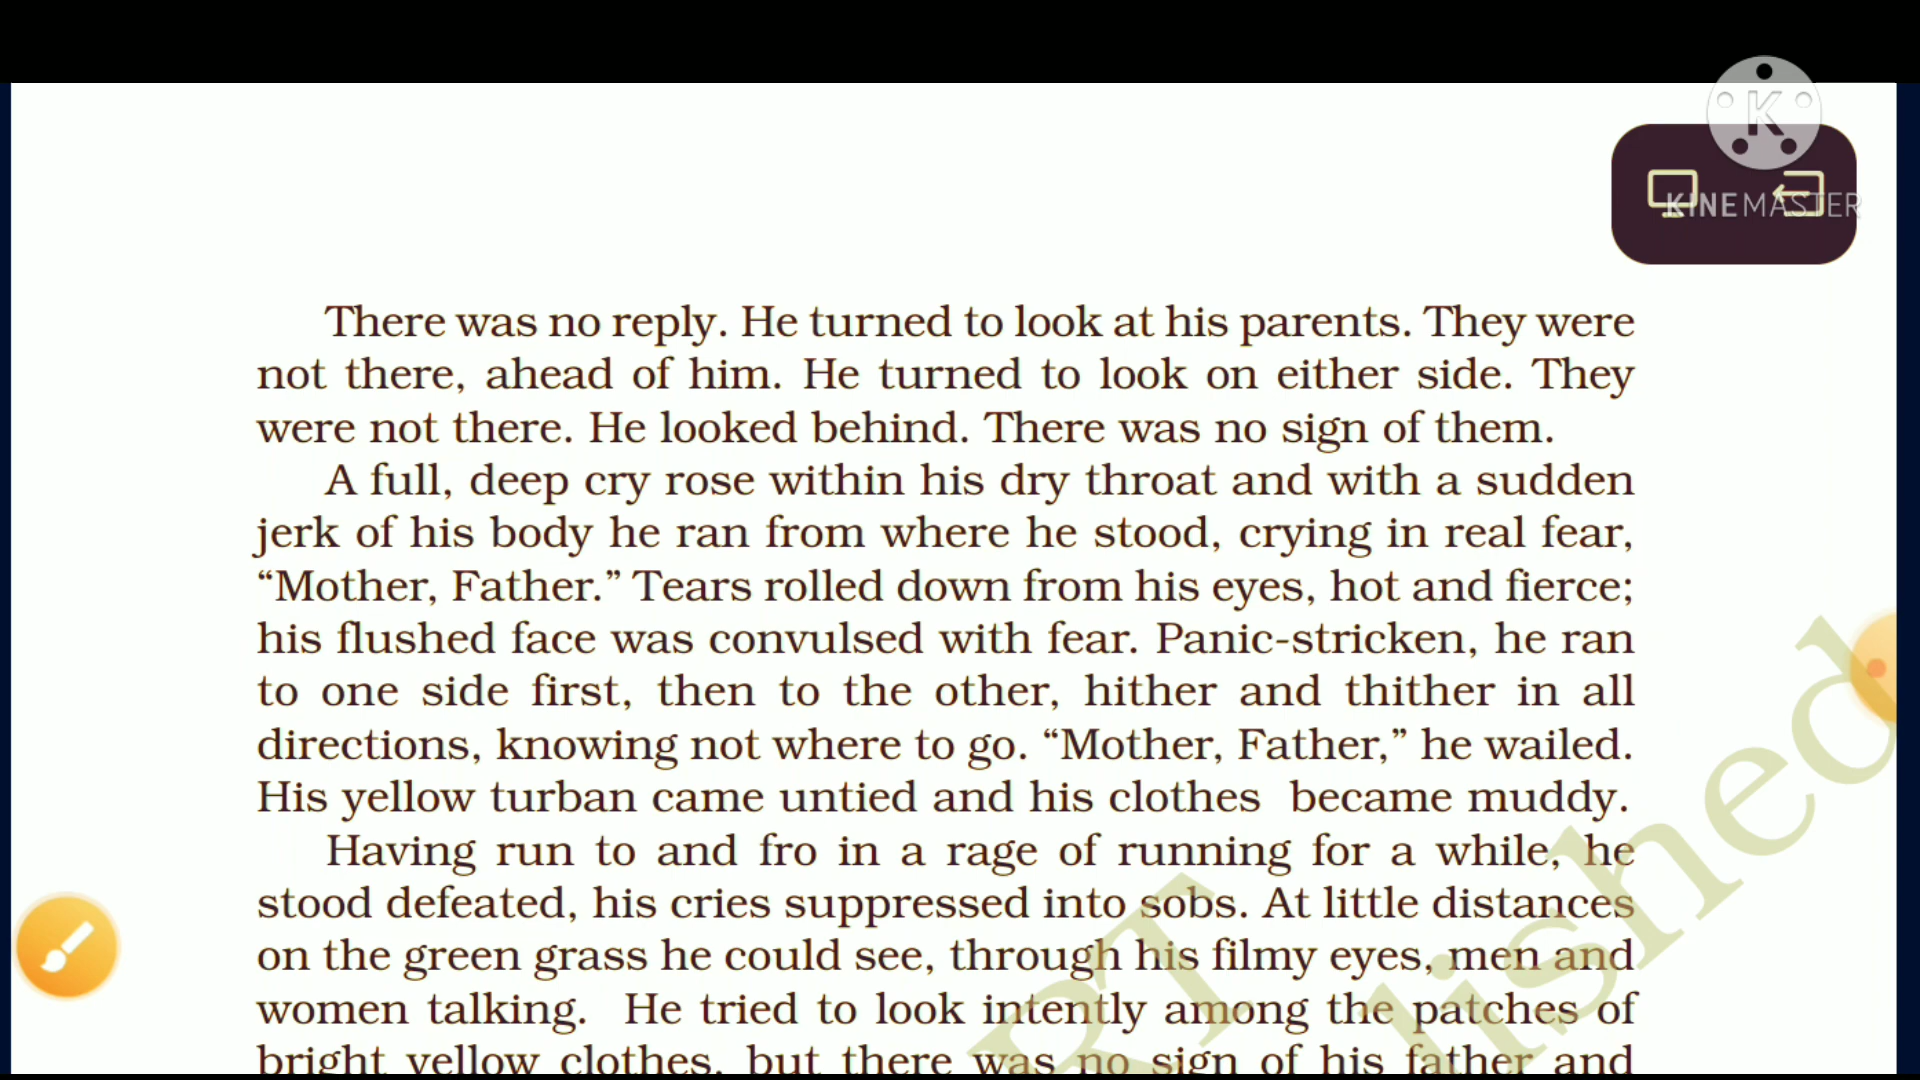 KINEMASTER
There was no reply. He turned to look at his parents. They were
not there, ahead of him. He turned to look on either side. They
were not there. He looked behind. There was no sign of them.
A full, deep cry rose within his dry throat and with a sudden
jerk of his body he ran from where he stood, crying in real fear,
“Mother, Father.” Tears rolled down from his eyes, hot and fierce;
his flushed face was convulsed with fear. Panic-stricken, he ran
to one side first, then to the other, hither and thither in all
directions, knowing not where to go. “Mother, Father,” he wailed.
His yellow turban came untied and his clothes became muddy.
Having run to and fro in a rage of running for a while, he
stood defeated, his cries suppressed into sobs. At little distances
on the green grass he could see, through his filmy eyes, men and
women talking. He tried to look intently among the patches of
bright yellow clothes, but there was no sign of his father and
RT
lished